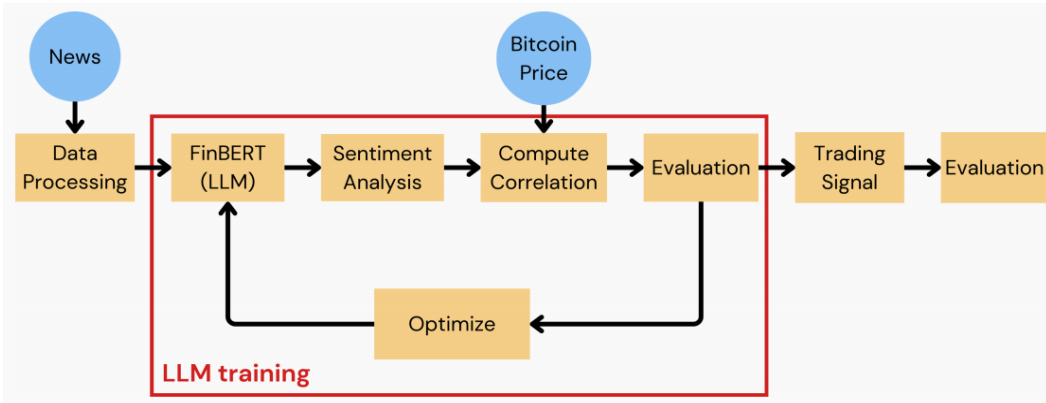 News
Bitcoin
Price
Data
Processing
FinBERT
(LLM)
Sentiment
Analysis
Compute
Correlation
Evaluation
Trading
Signal
Evaluation
Optimize
LLM training